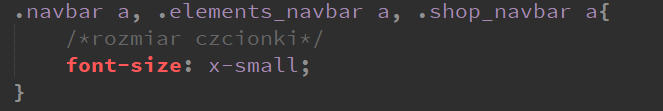 .navbar a, .elements_navbar a, .shop_navbar a{
/*rozmiar czcionki*/
font-size: x-small;
}